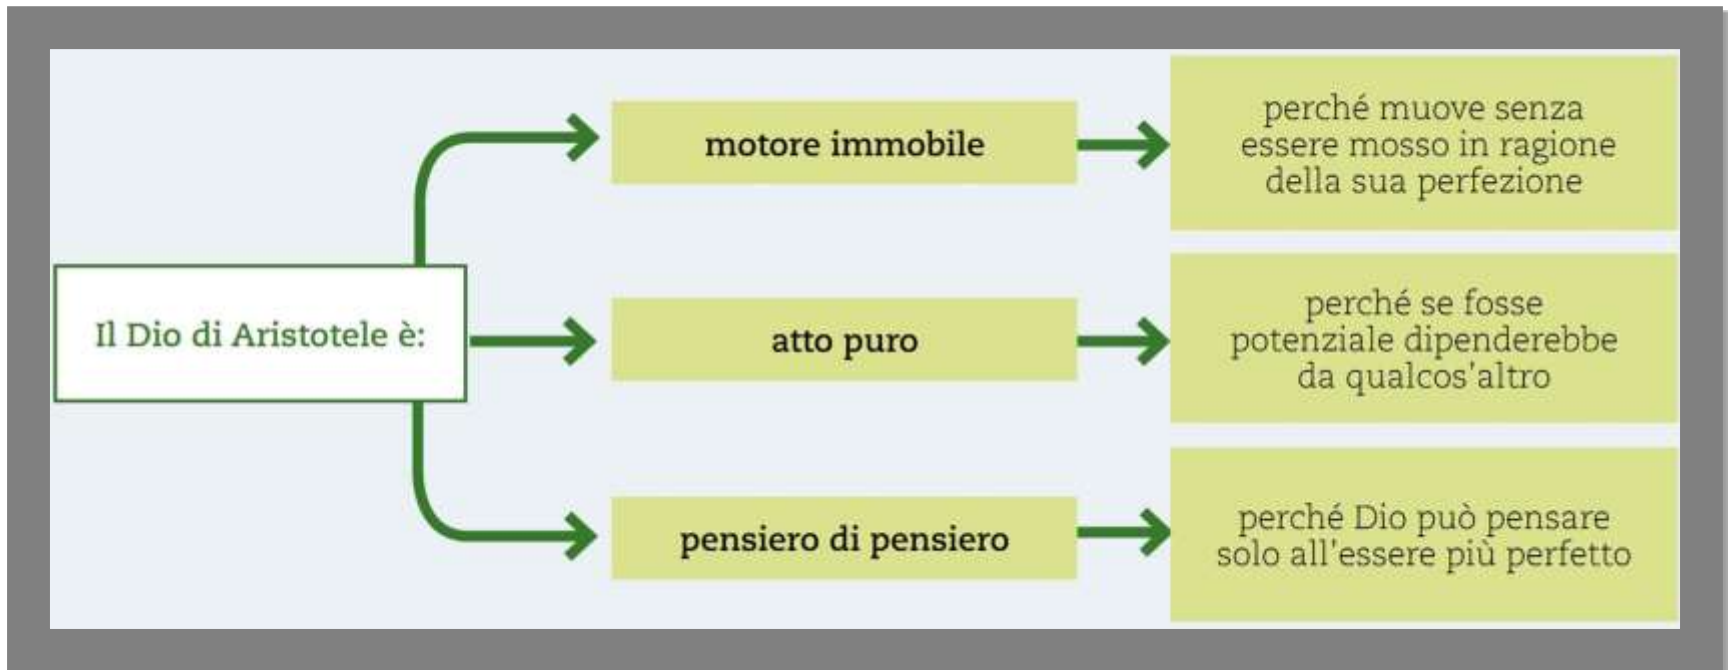 Il Dio di Aristotele è:
motore immobile
perché muove senza
essere mosso in ragione
della sua perfezione
atto puro
perché se fosse
potenziale dipenderebbe
da qualcos'altro
pensiero di pensiero
perché Dio può pensare
solo all'essere più perfetto